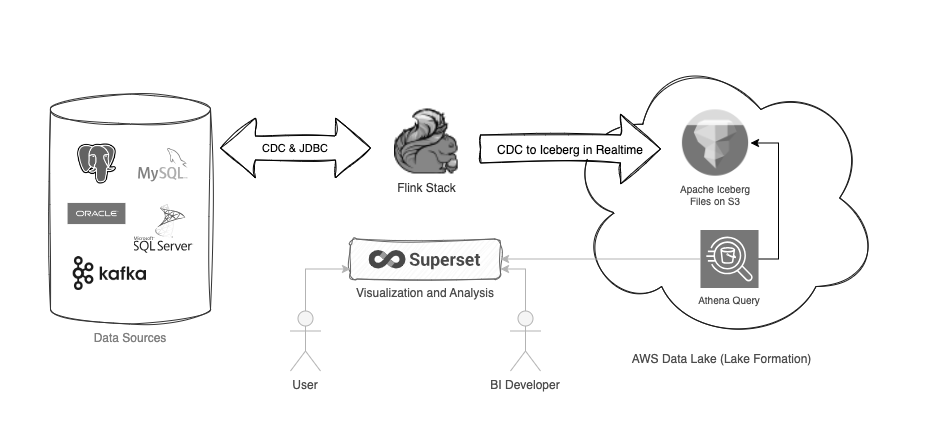 CDC & JDBC
CDC to Iceberg in Realtime
MySQL
Flink Stack
Apache Iceberg
Files on S3
ORACLE
Microsoft
SQL Server
kafka
Superset
Visualization and Analysis
Athena Query
Data Sources
AWS Data Lake (Lake Formation)
User
BI Developer